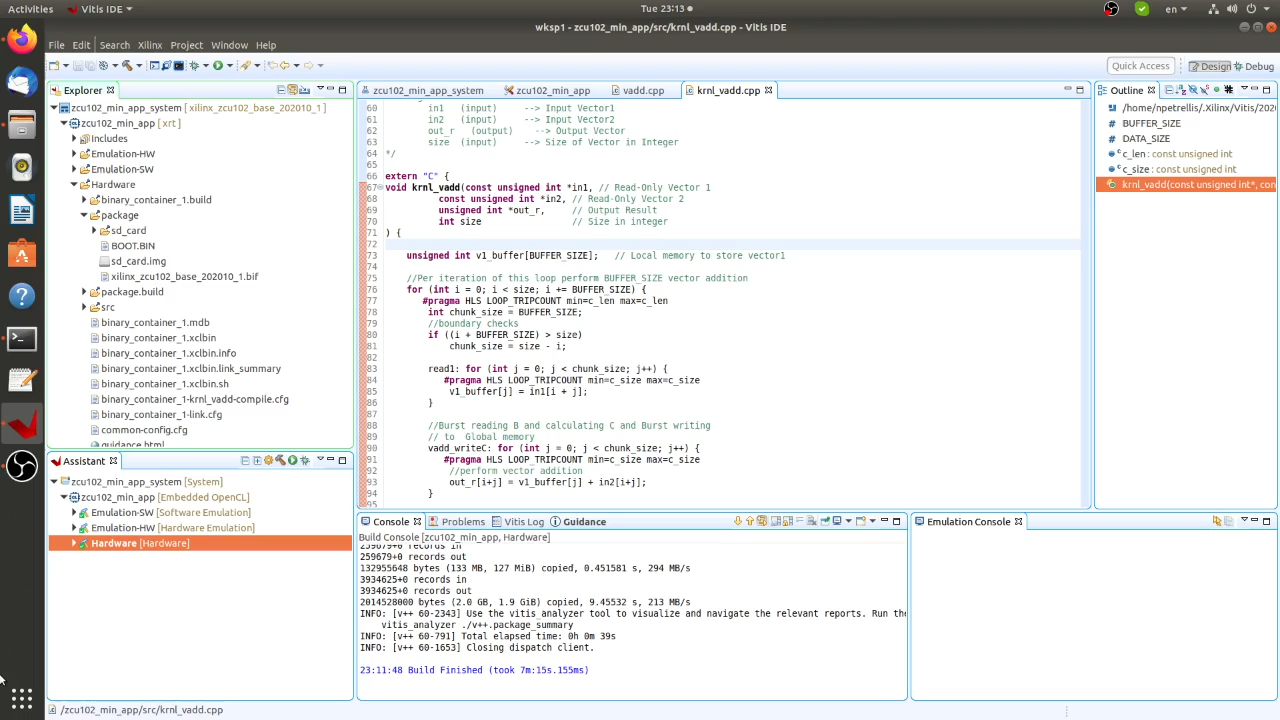 Activities
Vitis IDE
Tue 23:13
en
wksp1 - zcu102_min_app/src/krnl_vadd.cpp - Vitis IDE
File Edit Search Xilinx Project Window Help
Quick Access
Design
Debug
Explorer
zcu102_min_app_system [ xilinx_zcu102_base_202010_1 ]
zcu102_min_app [ xrt ]
Includes
Emulation-HW
Emulation-SW
Hardware
binary_container_1.build
package
sd_card
BOOT.BIN
sd_card.img
xilinx_zcu102_base_202010_1.bif
package.build
src
binary_container_1.mdb
binary_container_1.xclbin
binary_container_1.xclbin.info
binary_container_1.xclbin.link_summary
binary_container_1.xclbin.sh
binary_container_1-krnl_vadd-compile.cfg
binary_container_1-link.cfg
common-config.cfg
guidance.html
Assistant
zcu102_min_app_system [System]
zcu102_min_app [Embedded OpenCL]
Emulation-SW [Software Emulation]
Emulation-HW [Hardware Emulation]
Hardware [Hardware]
zcu102_min_app_system
zcu102_min_app
vadd.cpp
krnl_vadd.cpp
60 in1 (input) --> Input Vector1
61 in2 (input) --> Input Vector2
62 out_r (output) --> Output Vector
63 size (input) --> Size of Vector in Integer
64 */
65
66 extern "C" {
67 void krnl_vadd(const unsigned int *in1, // Read-Only Vector 1
68 const unsigned int *in2, // Read-Only Vector 2
69 unsigned int *out_r, // Output Result
70 int size // Size in integer
71 ) {
72
73 unsigned int v1_buffer[BUFFER_SIZE]; // Local memory to store vector1
74
75 //Per iteration of this loop perform BUFFER_SIZE vector addition
76 for (int i = 0; i < size; i += BUFFER_SIZE) {
77 #pragma HLS LOOP_TRIPCOUNT min=c_len max=c_len
78 int chunk_size = BUFFER_SIZE;
79 //boundary checks
80 if ((i + BUFFER_SIZE) > size)
81 chunk_size = size - i;
82
83 read1: for (int j = 0; j < chunk_size; j++) {
84 #pragma HLS LOOP_TRIPCOUNT min=c_size max=c_size
85 v1_buffer[j] = in1[i + j];
86 }
87
88 //Burst reading B and calculating C and Burst writing
89 // to Global memory
90 vadd_writeC: for (int j = 0; j < chunk_size; j++) {
91 #pragma HLS LOOP_TRIPCOUNT min=c_size max=c_size
92 //perform vector addition
93 out_r[i+j] = v1_buffer[j] + in2[i+j];
94 }
95
Outline
/home/npetrellis/.Xilinx/Vitis/202
BUFFER_SIZE
DATA_SIZE
c_len : const unsigned int
c_size : const unsigned int
krnl_vadd(const unsigned int*, con
Console
Problems
Vitis Log
Guidance
Build Console [zcu102_min_app, Hardware]
259679+0 records in
259679+0 records out
132955648 bytes (133 MB, 127 MiB) copied, 0.451581 s, 294 MB/s
3934625+0 records in
3934625+0 records out
2014528000 bytes (2.0 GB, 1.9 GiB) copied, 9.45532 s, 213 MB/s
INFO: [v++ 60-2343] Use the vitis_analyzer tool to visualize and navigate the relevant reports. Run the
vitis_analyzer ./v++.package_summary
INFO: [v++ 60-791] Total elapsed time: 0h 0m 39s
INFO: [v++ 60-1653] Closing dispatch client.
23:11:48 Build Finished (took 7m:15s.155ms)
Emulation Console
/zcu102_min_app/src/krnl_vadd.cpp